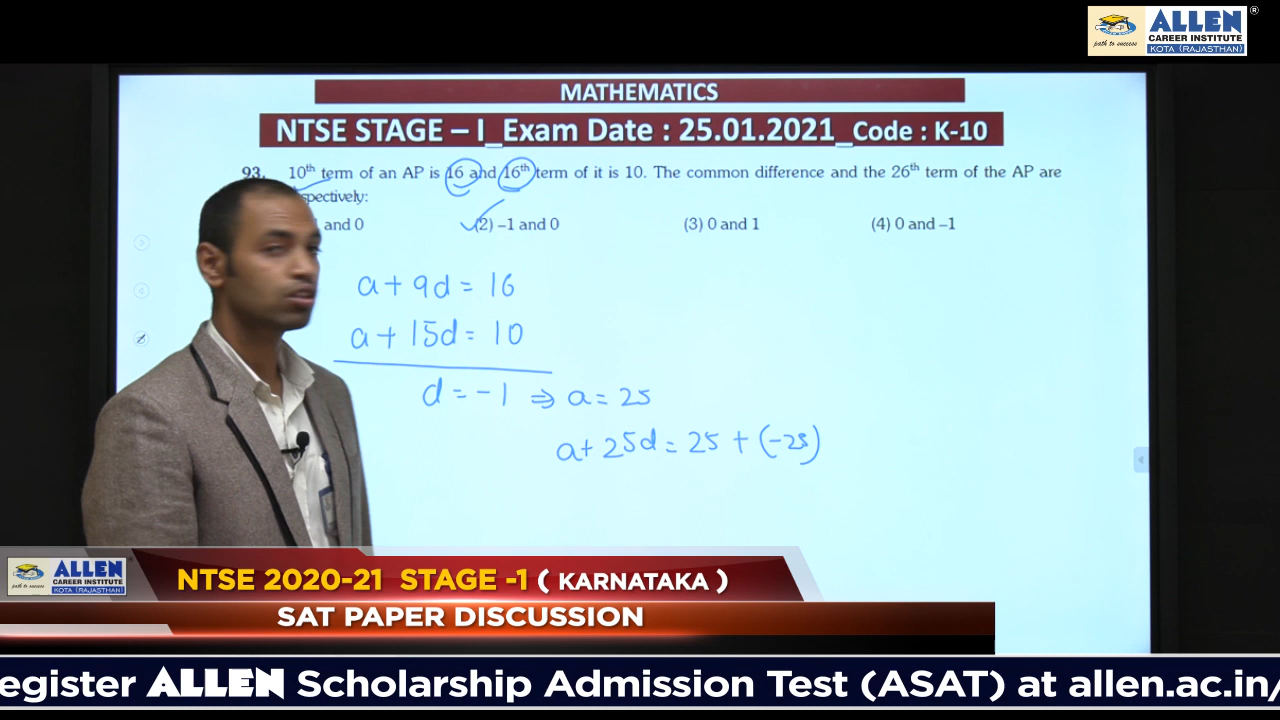 ALLEN ®
CAREER INSTITUTE
path to success KOTA (RAJASTHAN)
MATHEMATICS
NTSE STAGE – I_Exam Date : 25.01.2021_Code : K-10
93. 10th term of an AP is 16 and 16th term of it is 10. The common difference and the 26th term of the AP are
spectively:
and 0 (2) –1 and 0 (3) 0 and 1 (4) 0 and –1
a + 9d = 16
a + 15d = 10
d = -1 ⇒ a = 25
a + 25d = 25 + (-25)
ALLEN
CAREER INSTITUTE
path to success KOTA (RAJASTHAN)
NTSE 2020-21 STAGE -1 ( KARNATAKA )
SAT PAPER DISCUSSION
egister ALLEN Scholarship Admission Test (ASAT) at allen.ac.in/